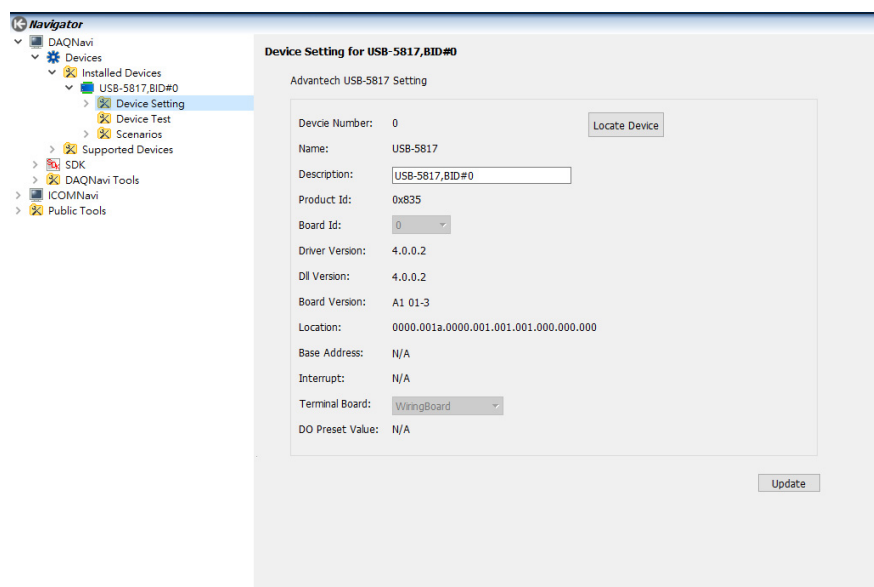 Navigator
DAQNavi
Devices
Installed Devices
USB-5817,BID#0
Device Setting
Device Test
Scenarios
Supported Devices
SDK
DAQNavi Tools
ICOMNavi
Public Tools
Device Setting for USB-5817,BID#0
Advantech USB-5817 Setting
Devcie Number: 0 Locate Device
Name: USB-5817
Description: USB-5817,BID#0
Product Id: 0x835
Board Id: 0
Driver Version: 4.0.0.2
Dll Version: 4.0.0.2
Board Version: A1 01-3
Location: 0000.001a.0000.001.001.001.000.000.000
Base Address: N/A
Interrupt: N/A
Terminal Board: WiringBoard
DO Preset Value: N/A
Update